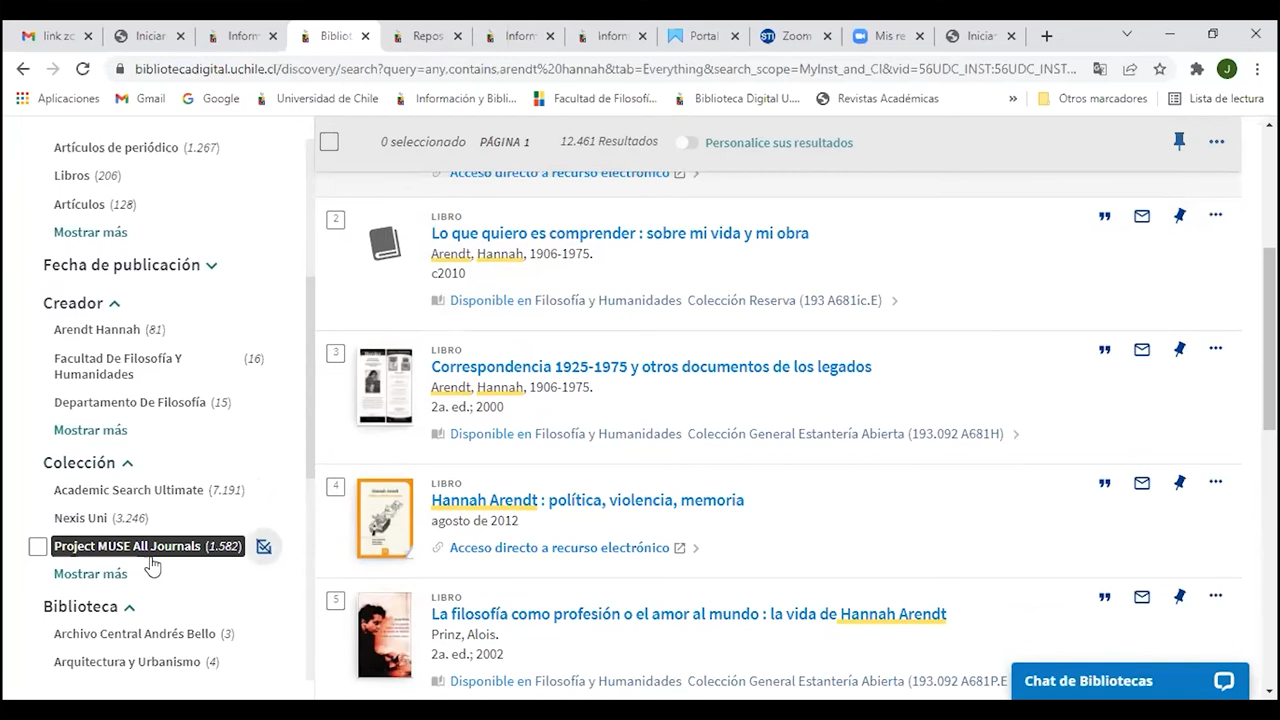 link zc
Iniciar
Inform
Bibliot
Repos
Inform
Inform
Portal
STI
Zoom
Mis re
Inicia
bibliotecadigital.uchile.cl/discovery/search?query=any.contains.arendt%20hannah&tab=Everything&search_scope=MyInst_and_CI&vid=56UDC_INST:56UDC_INST...
J
Aplicaciones
Gmail
Google
Universidad de Chile
Información y Bibli...
Facultad de Filosofí...
Biblioteca Digital U....
Revistas Académicas
»
Otros marcadores
Lista de lectura
Artículos de periódico (1.267)
Libros (206)
Artículos (128)
Mostrar más
Fecha de publicación
Creador
Arendt Hannah (81)
Facultad De Filosofía Y (16)
Humanidades
Departamento De Filosofía (15)
Mostrar más
Colección
Academic Search Ultimate (7.191)
Nexis Uni (3.246)
Project MUSE All Journals (1.582)
Mostrar más
Biblioteca
Archivo Central Andrés Bello (3)
Arquitectura y Urbanismo (4)
0 seleccionado PÁGINA 1 12.461 Resultados Personalice sus resultados
Acceso directo a recurso electrónico
2
LIBRO
Lo que quiero es comprender : sobre mi vida y mi obra
Arendt, Hannah, 1906-1975.
c2010
Disponible en Filosofía y Humanidades Colección Reserva (193 A681ic.E)
3
LIBRO
Correspondencia 1925-1975 y otros documentos de los legados
Arendt, Hannah, 1906-1975.
2a. ed.; 2000
Disponible en Filosofía y Humanidades Colección General Estantería Abierta (193.092 A681H)
4
LIBRO
Hannah Arendt : política, violencia, memoria
agosto de 2012
Acceso directo a recurso electrónico
5
LIBRO
La filosofía como profesión o el amor al mundo : la vida de Hannah Arendt
Prinz, Alois.
2a. ed.; 2002
Disponible en Filosofía y Humanidades Colección General Estantería Abierta (193.092 A681P.E
Chat de Bibliotecas